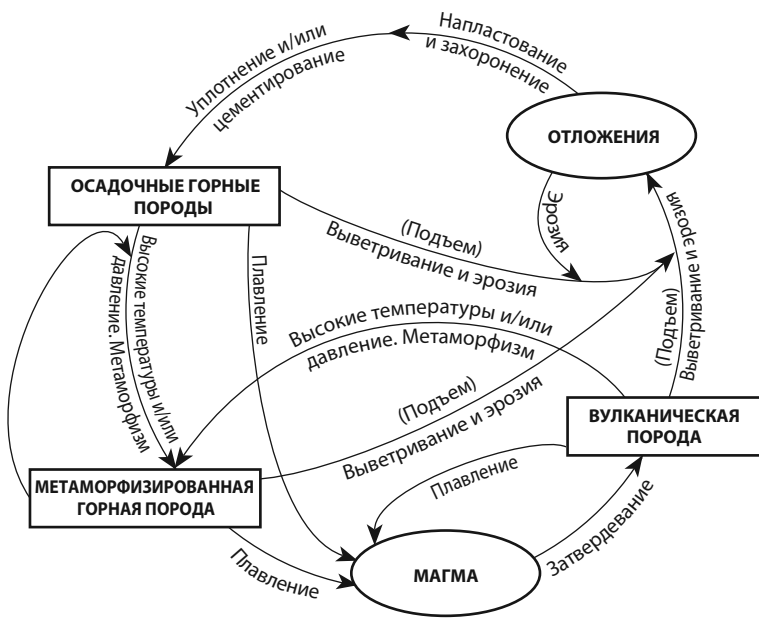 Напластование
и захоронение
Уплотнение и/или
цементирование
ОТЛОЖЕНИЯ
ОСАДОЧНЫЕ ГОРНЫЕ
ПОРОДЫ
Эрозия
(Подъем)
Выветривание и эрозия
(Подъем)
Выветривание и эрозия
Высокие температуры и/или
давление. Метаморфизм
Плавление
Высокие температуры и/или
давление. Метаморфизм
(Подъем)
Выветривание и эрозия
ВУЛКАНИЧЕСКАЯ
ПОРОДА
МЕТАМОРФИЗИРОВАННАЯ
ГОРНАЯ ПОРОДА
Плавление
Затвердевание
Плавление
МАГМА